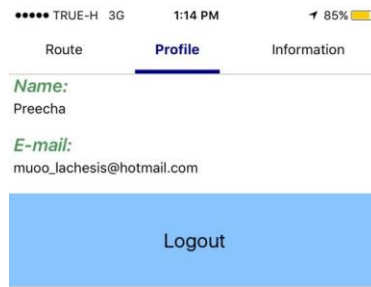 TRUE-H 3G 1:14 PM 85%
Route Profile Information
Name:
Preecha
E-mail:
muoo_lachesis@hotmail.com
Logout